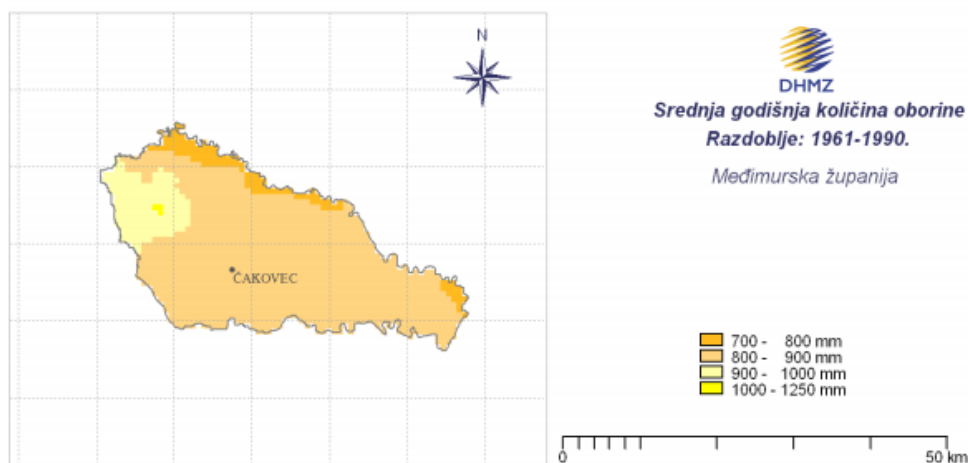 N
ČAKOVEC
DHMZ
Srednja godišnja količina oborine
Razdoblje: 1961-1990.
Međimurska županija
700 - 800 mm
800 - 900 mm
900 - 1000 mm
1000 - 1250 mm
0 50 km